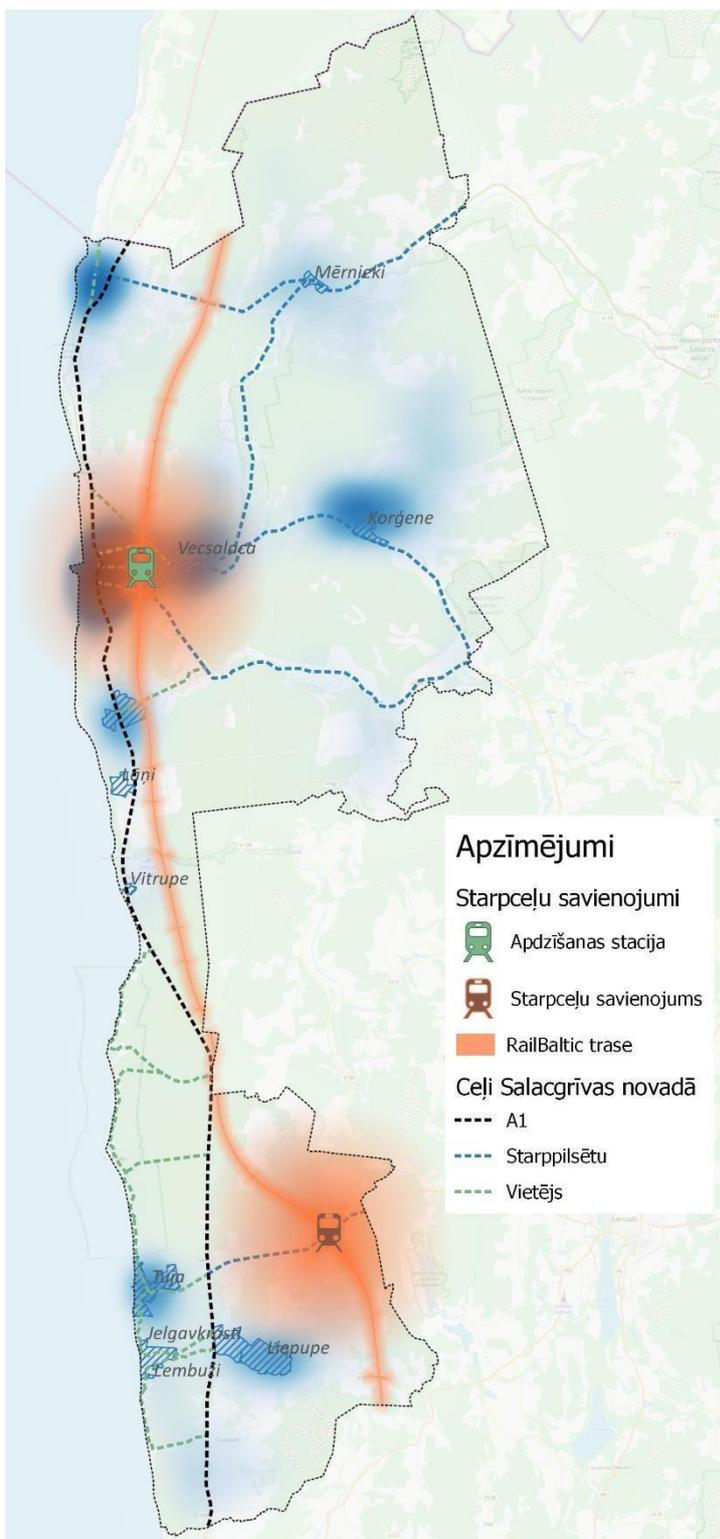 Mērnieki
Korģene
Vecsalaca
Lāņi
Vitrupe
Apzīmējumi
Starpceļu savienojumi
Apdzīšanas stacija
Starpceļu savienojums
RailBaltic trase
Ceļi Salacgrīvas novadā
A1
Starppilsētu
Vietējs
Tūja
Jelgavkrasti
Liepupe
Lembuži